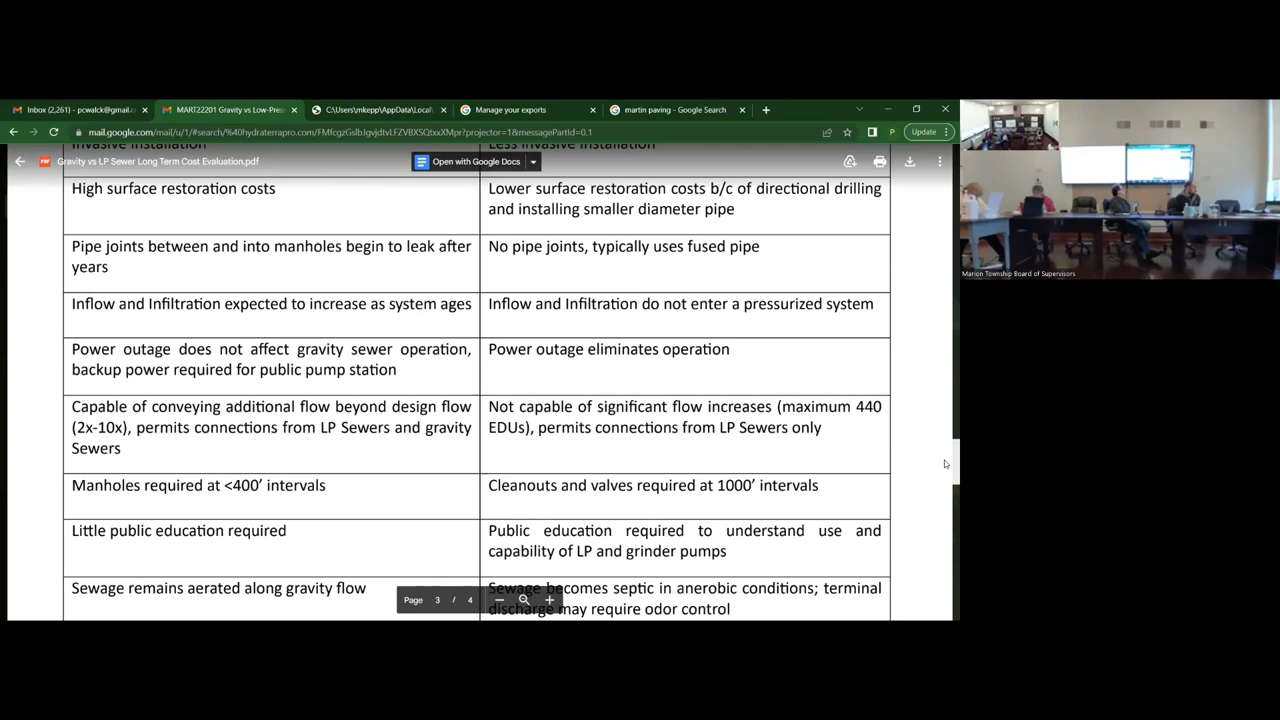 Inbox (2,261) - pcwalck@gmail.c
MART22201 Gravity vs Low-Pres
C:\Users\mkepp\AppData\Local\
Manage your exports
martin paving - Google Search
Update
Invasive Installation
Less Invasive Installation
Gravity vs LP Sewer Long Term Cost Evaluation.pdf
Open with Google Docs
High surface restoration costs
Lower surface restoration costs b/c of directional drilling
and installing smaller diameter pipe
Pipe joints between and into manholes begin to leak after
years
No pipe joints, typically uses fused pipe
Inflow and Infiltration expected to increase as system ages
Inflow and Infiltration do not enter a pressurized system
Power outage does not affect gravity sewer operation,
backup power required for public pump station
Power outage eliminates operation
Capable of conveying additional flow beyond design flow
(2x-10x), permits connections from LP Sewers and gravity
Sewers
Not capable of significant flow increases (maximum 440
EDUs), permits connections from LP Sewers only
Manholes required at <400’ intervals
Cleanouts and valves required at 1000’ intervals
Little public education required
Public education required to understand use and
capability of LP and grinder pumps
Sewage remains aerated along gravity flow
Sewage becomes septic in anerobic conditions; terminal
discharge may require odor control
Page 3 / 4
Marion Township Board of Supervisors